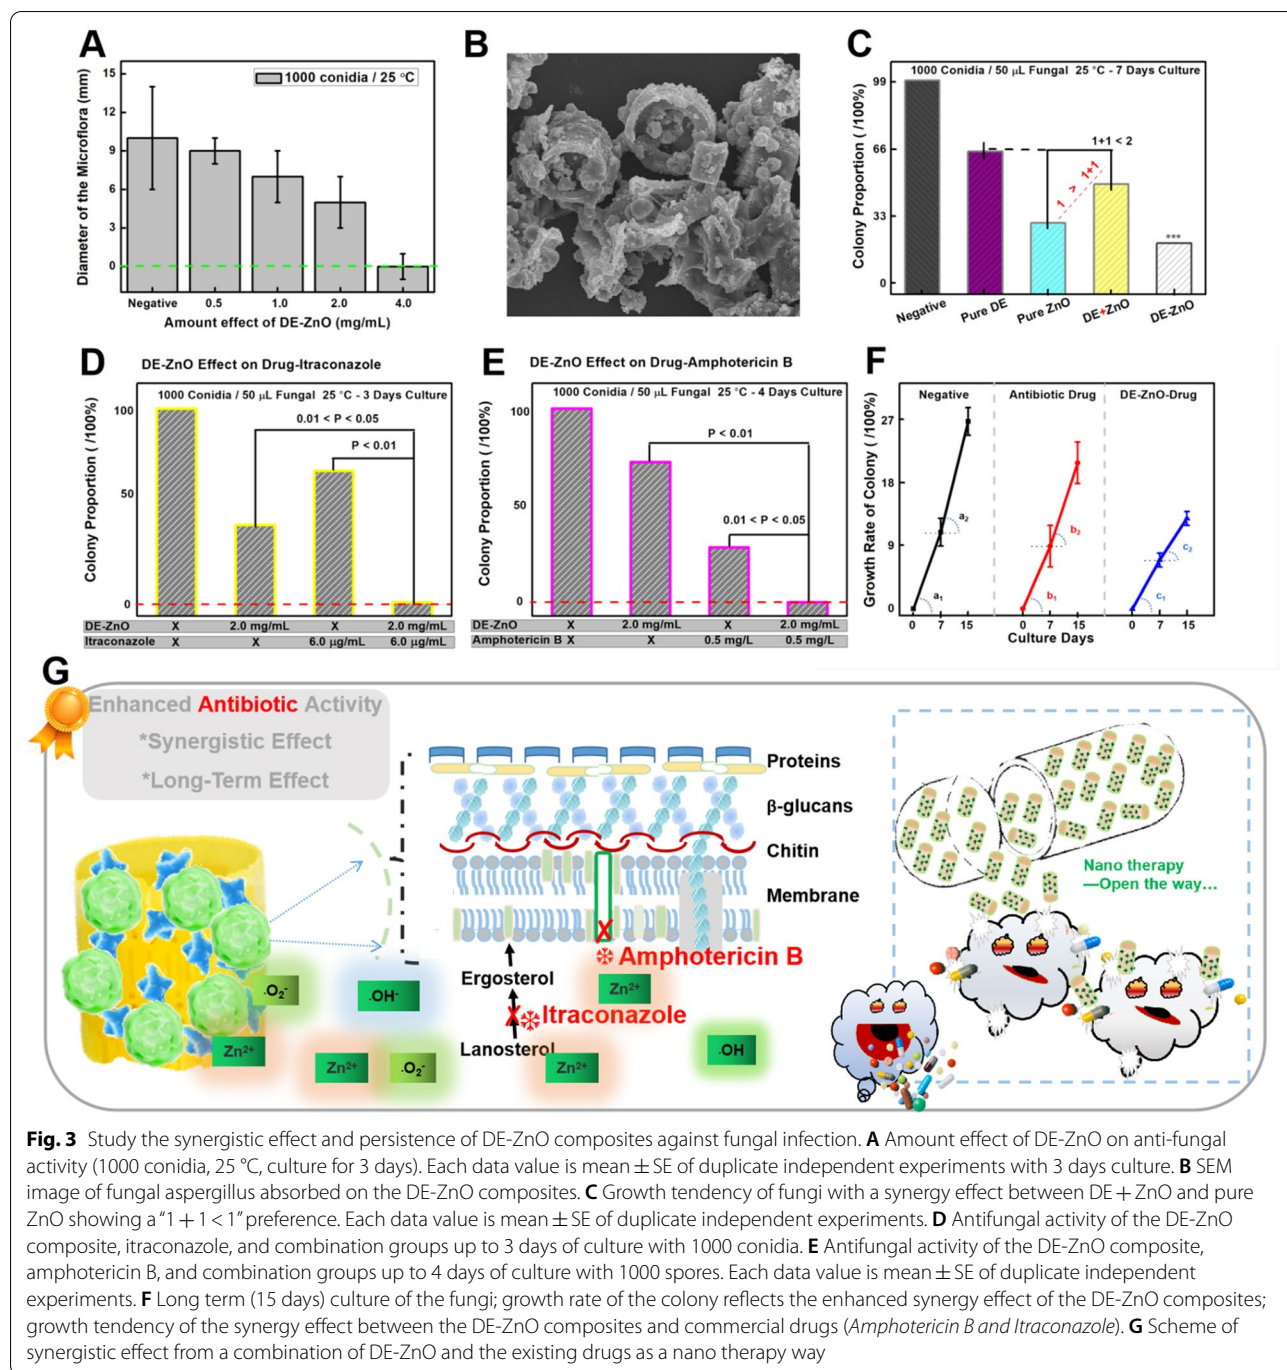 A
1000 conidia / 25 °C
Diameter of the Microflora (mm)
15
12
9
6
3
0
Negative 0.5 1.0 2.0 4.0
Amount effect of DE-ZnO (mg/mL)
B
C
1000 Conidia / 50 μL Fungal 25 °C - 7 Days Culture
Colony Proportion ( /100%)
99
66
33
0
1+1 < 2
1 > 1+1
***
Negative Pure DE Pure ZnO DE+ZnO DE-ZnO
D
DE-ZnO Effect on Drug-Itraconazole
1000 Conidia / 50 μL Fungal 25 °C - 3 Days Culture
Colony Proportion ( /100%)
100
50
0
0.01 < P < 0.05
P < 0.01
DE-ZnO X 2.0 mg/mL X 2.0 mg/mL
Itraconazole X X 6.0 μg/mL 6.0 μg/mL
E
DE-ZnO Effect on Drug-Amphotericin B
1000 Conidia / 50 μL Fungal 25 °C - 4 Days Culture
Colony Proportion ( /100%)
100
50
0
P < 0.01
0.01 < P < 0.05
DE-ZnO X 2.0 mg/mL X 2.0 mg/mL
Amphotericin B X X 0.5 mg/L 0.5 mg/L
F
Negative Antibiotic Drug DE-ZnO-Drug
Growth Rate of Colony ( /100%)
27
18
9
0
a1 a2 b1 b2 c1 c2
0 7 15 0 7 15 0 7 15
Culture Days
G
Enhanced Antibiotic Activity
*Synergistic Effect
*Long-Term Effect
Proteins
β-glucans
Chitin
Membrane
Amphotericin B
Ergosterol
Itraconazole
Lanosterol
.O2-
.OH-
Zn2+
Zn2+
Zn2+
.O2-
Zn2+
.OH
Nano therapy
—Open the way…
Fig. 3 Study the synergistic effect and persistence of DE-ZnO composites against fungal infection. A Amount effect of DE-ZnO on anti-fungal
activity (1000 conidia, 25 °C, culture for 3 days). Each data value is mean ± SE of duplicate independent experiments with 3 days culture. B SEM
image of fungal aspergillus absorbed on the DE-ZnO composites. C Growth tendency of fungi with a synergy effect between DE + ZnO and pure
ZnO showing a “1 + 1 < 1” preference. Each data value is mean ± SE of duplicate independent experiments. D Antifungal activity of the DE-ZnO
composite, itraconazole, and combination groups up to 3 days of culture with 1000 conidia. E Antifungal activity of the DE-ZnO composite,
amphotericin B, and combination groups up to 4 days of culture with 1000 spores. Each data value is mean ± SE of duplicate independent
experiments. F Long term (15 days) culture of the fungi; growth rate of the colony reflects the enhanced synergy effect of the DE-ZnO composites;
growth tendency of the synergy effect between the DE-ZnO composites and commercial drugs (Amphotericin B and Itraconazole). G Scheme of
synergistic effect from a combination of DE-ZnO and the existing drugs as a nano therapy way